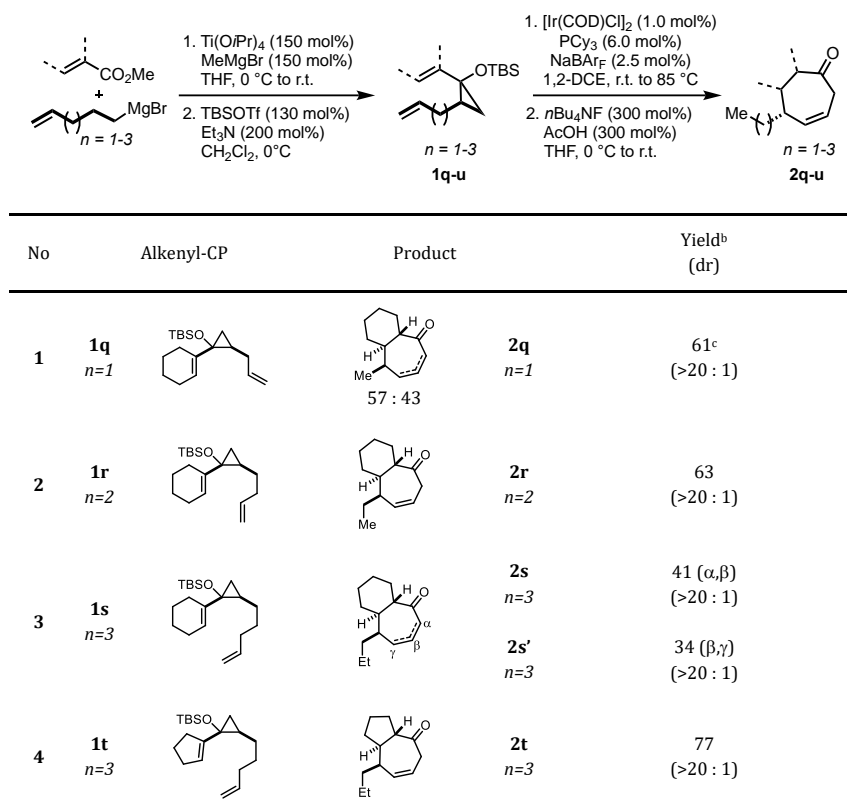 1. Ti(OiPr)4 (150 mol%)
MeMgBr (150 mol%)
THF, 0 °C to r.t.
2. TBSOTf (130 mol%)
Et3N (200 mol%)
CH2Cl2, 0°C
CO2Me
+
MgBr
( )
n = 1-3
OTBS
( )
n = 1-3
1q-u
1. [Ir(COD)Cl]2 (1.0 mol%)
PCy3 (6.0 mol%)
NaBArF (2.5 mol%)
1,2-DCE, r.t. to 85 °C
2. nBu4NF (300 mol%)
AcOH (300 mol%)
THF, 0 °C to r.t.
O
Me
( )
n = 1-3
2q-u
No Alkenyl-CP Product Yieldb
(dr)
1 1q
n=1
TBSO
H
O
H
Me
57 : 43
2q
n=1
61c
(>20 : 1)
2 1r
n=2
TBSO
H
O
H
Me
2r
n=2
63
(>20 : 1)
3 1s
n=3
TBSO
H
O
H
α
β
γ
Et
2s
n=3
41 (α,β)
(>20 : 1)
2s’
n=3
34 (β,γ)
(>20 : 1)
4 1t
n=3
TBSO
H
O
H
Et
2t
n=3
77
(>20 : 1)